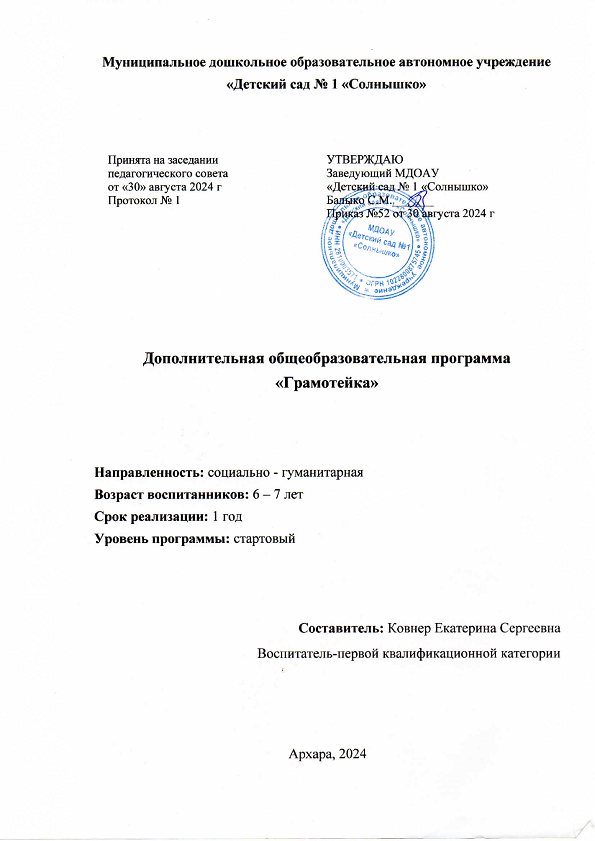 Муниципальное дошкольное образовательное автономное учреждение
«Детский сад № 1 «Солнышко»
Принята на заседании
педагогического совета
от «30» августа 2024 г
Протокол № 1
УТВЕРЖДАЮ
Заведующий МДОАУ
«Детский сад № 1 «Солнышко»
Балыко С.М.
Приказ №52 от 30 августа 2024 г
МДОАУ
«Детский сад №1
«Солнышко»
Дополнительная общеобразовательная программа
«Грамотейка»
Направленность: социально - гуманитарная
Возраст воспитанников: 6 – 7 лет
Срок реализации: 1 год
Уровень программы: стартовый
Составитель: Ковнер Екатерина Сергеевна
Воспитатель-первой квалификационной категории
Архара, 2024